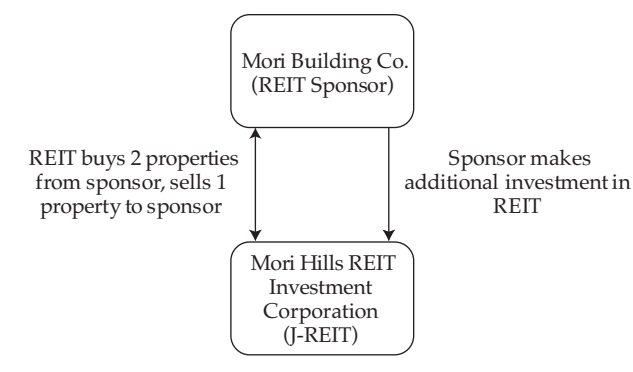 Mori Building Co.
(REIT Sponsor)
REIT buys 2 properties
from sponsor, sells 1
property to sponsor
Sponsor makes
additional investment in
REIT
Mori Hills REIT
Investment
Corporation
(J-REIT)